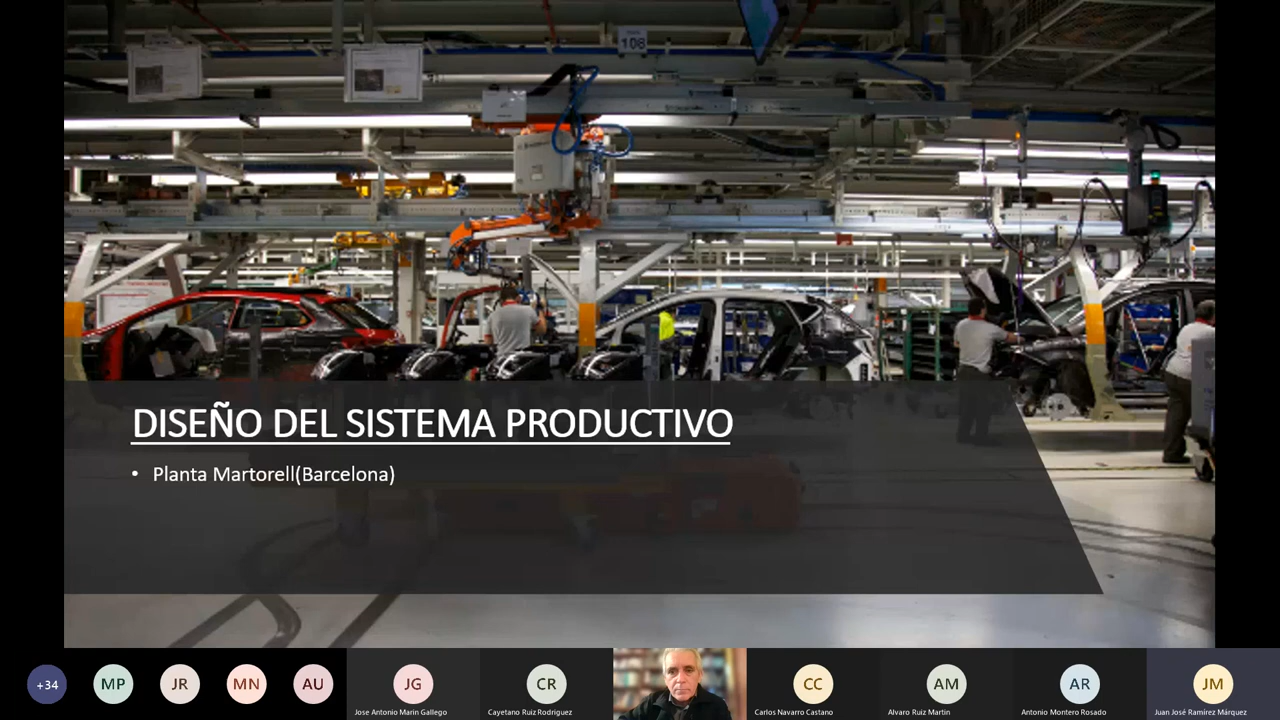 108
DISEÑO DEL SISTEMA PRODUCTIVO
• Planta Martorell(Barcelona)
+34
MP
JR
MN
AU
JG
CR
CC
AM
AR
JM
Jose Antonio Marin Gallego
Cayetano Ruiz Rodriguez
Carlos Navarro Castano
Alvaro Ruiz Martin
Antonio Montero Rosado
Juan José Ramírez Márquez